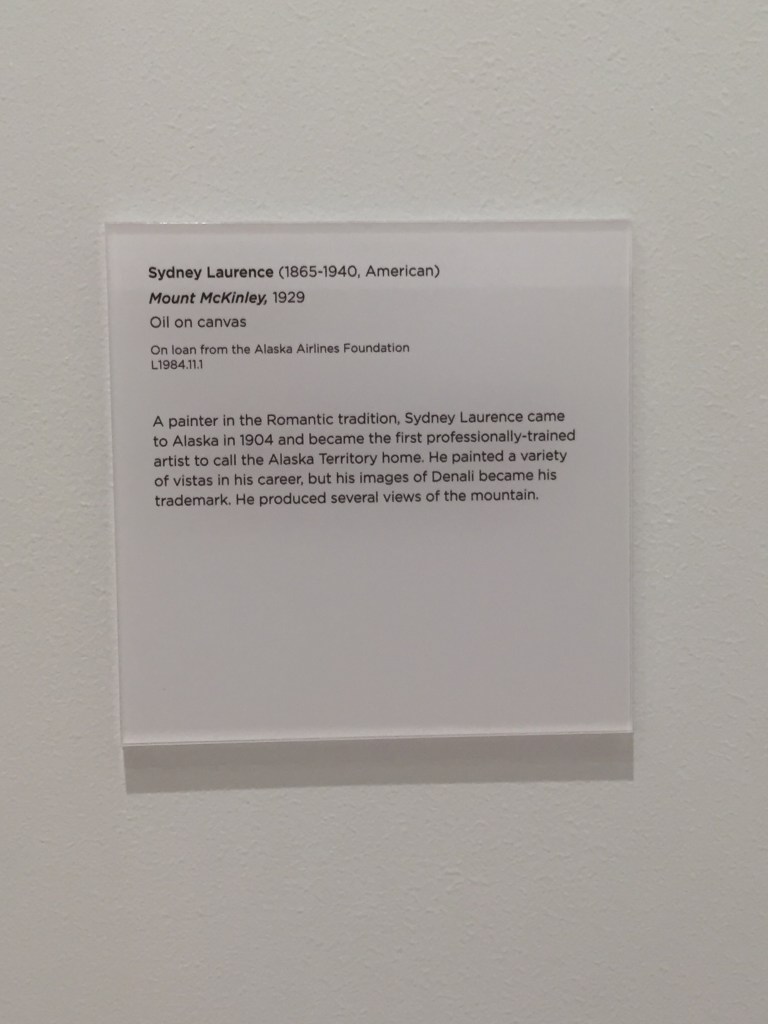 Sydney Laurence (1865-1940, American)
Mount McKinley, 1929
Oil on canvas
On loan from the Alaska Airlines Foundation
L1984.11.1
A painter in the Romantic tradition, Sydney Laurence came
to Alaska in 1904 and became the first professionally-trained
artist to call the Alaska Territory home. He painted a variety
of vistas in his career, but his images of Denali became his
trademark. He produced several views of the mountain.